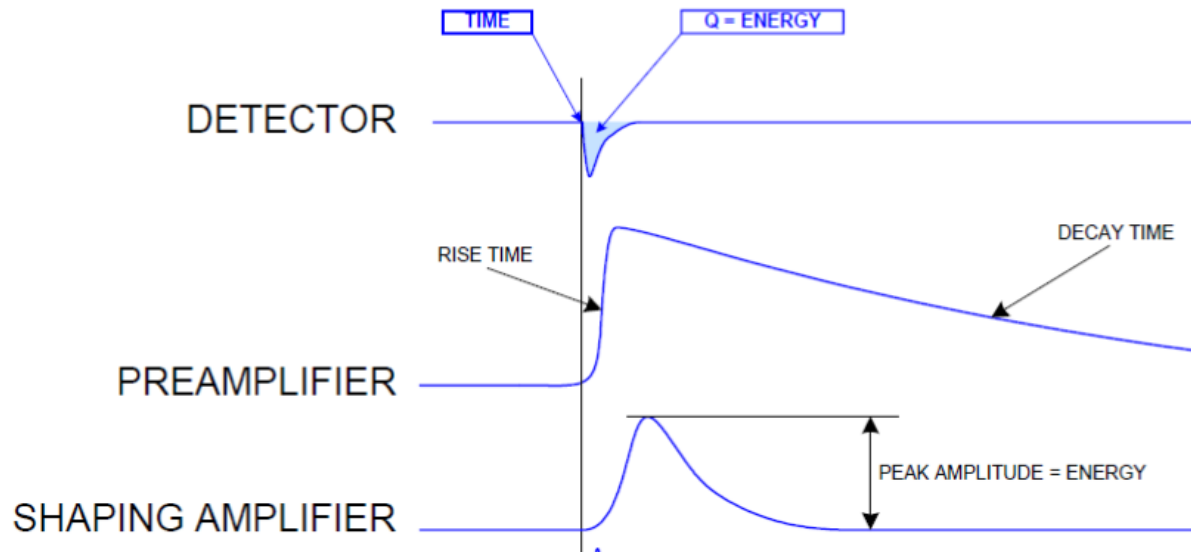 TIME
Q = ENERGY
DETECTOR
RISE TIME
DECAY TIME
PREAMPLIFIER
PEAK AMPLITUDE = ENERGY
SHAPING AMPLIFIER